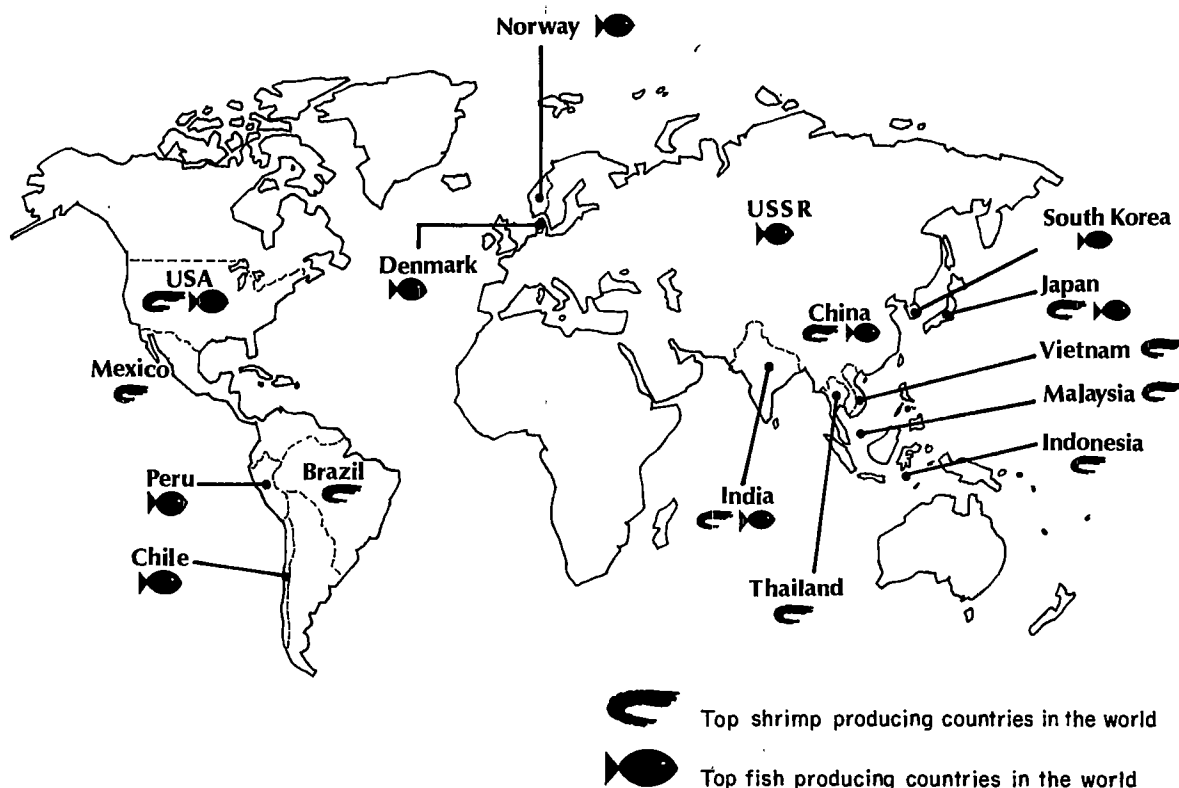 Norway
USSR
South Korea
Denmark
USA
Japan
China
Vietnam
Mexico
Malaysia
Indonesia
Brazil
Peru
India
Chile
Thailand
Top shrimp producing countries in the world
Top fish producing countries in the world